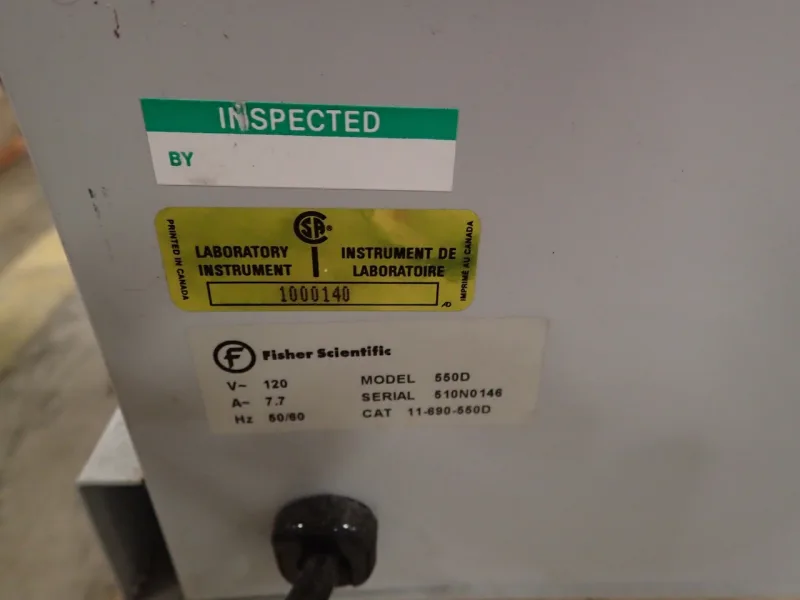 INSPECTED
BY
PRINTED IN CANADA
SA®
LABORATORY INSTRUMENT
INSTRUMENT DE LABORATOIRE
1000140
IMPRIMÉ AU CANADA
Fisher Scientific
V~ 120
A~ 7.7
Hz 50/60
MODEL 550D
SERIAL 510N0146
CAT 11-690-550D